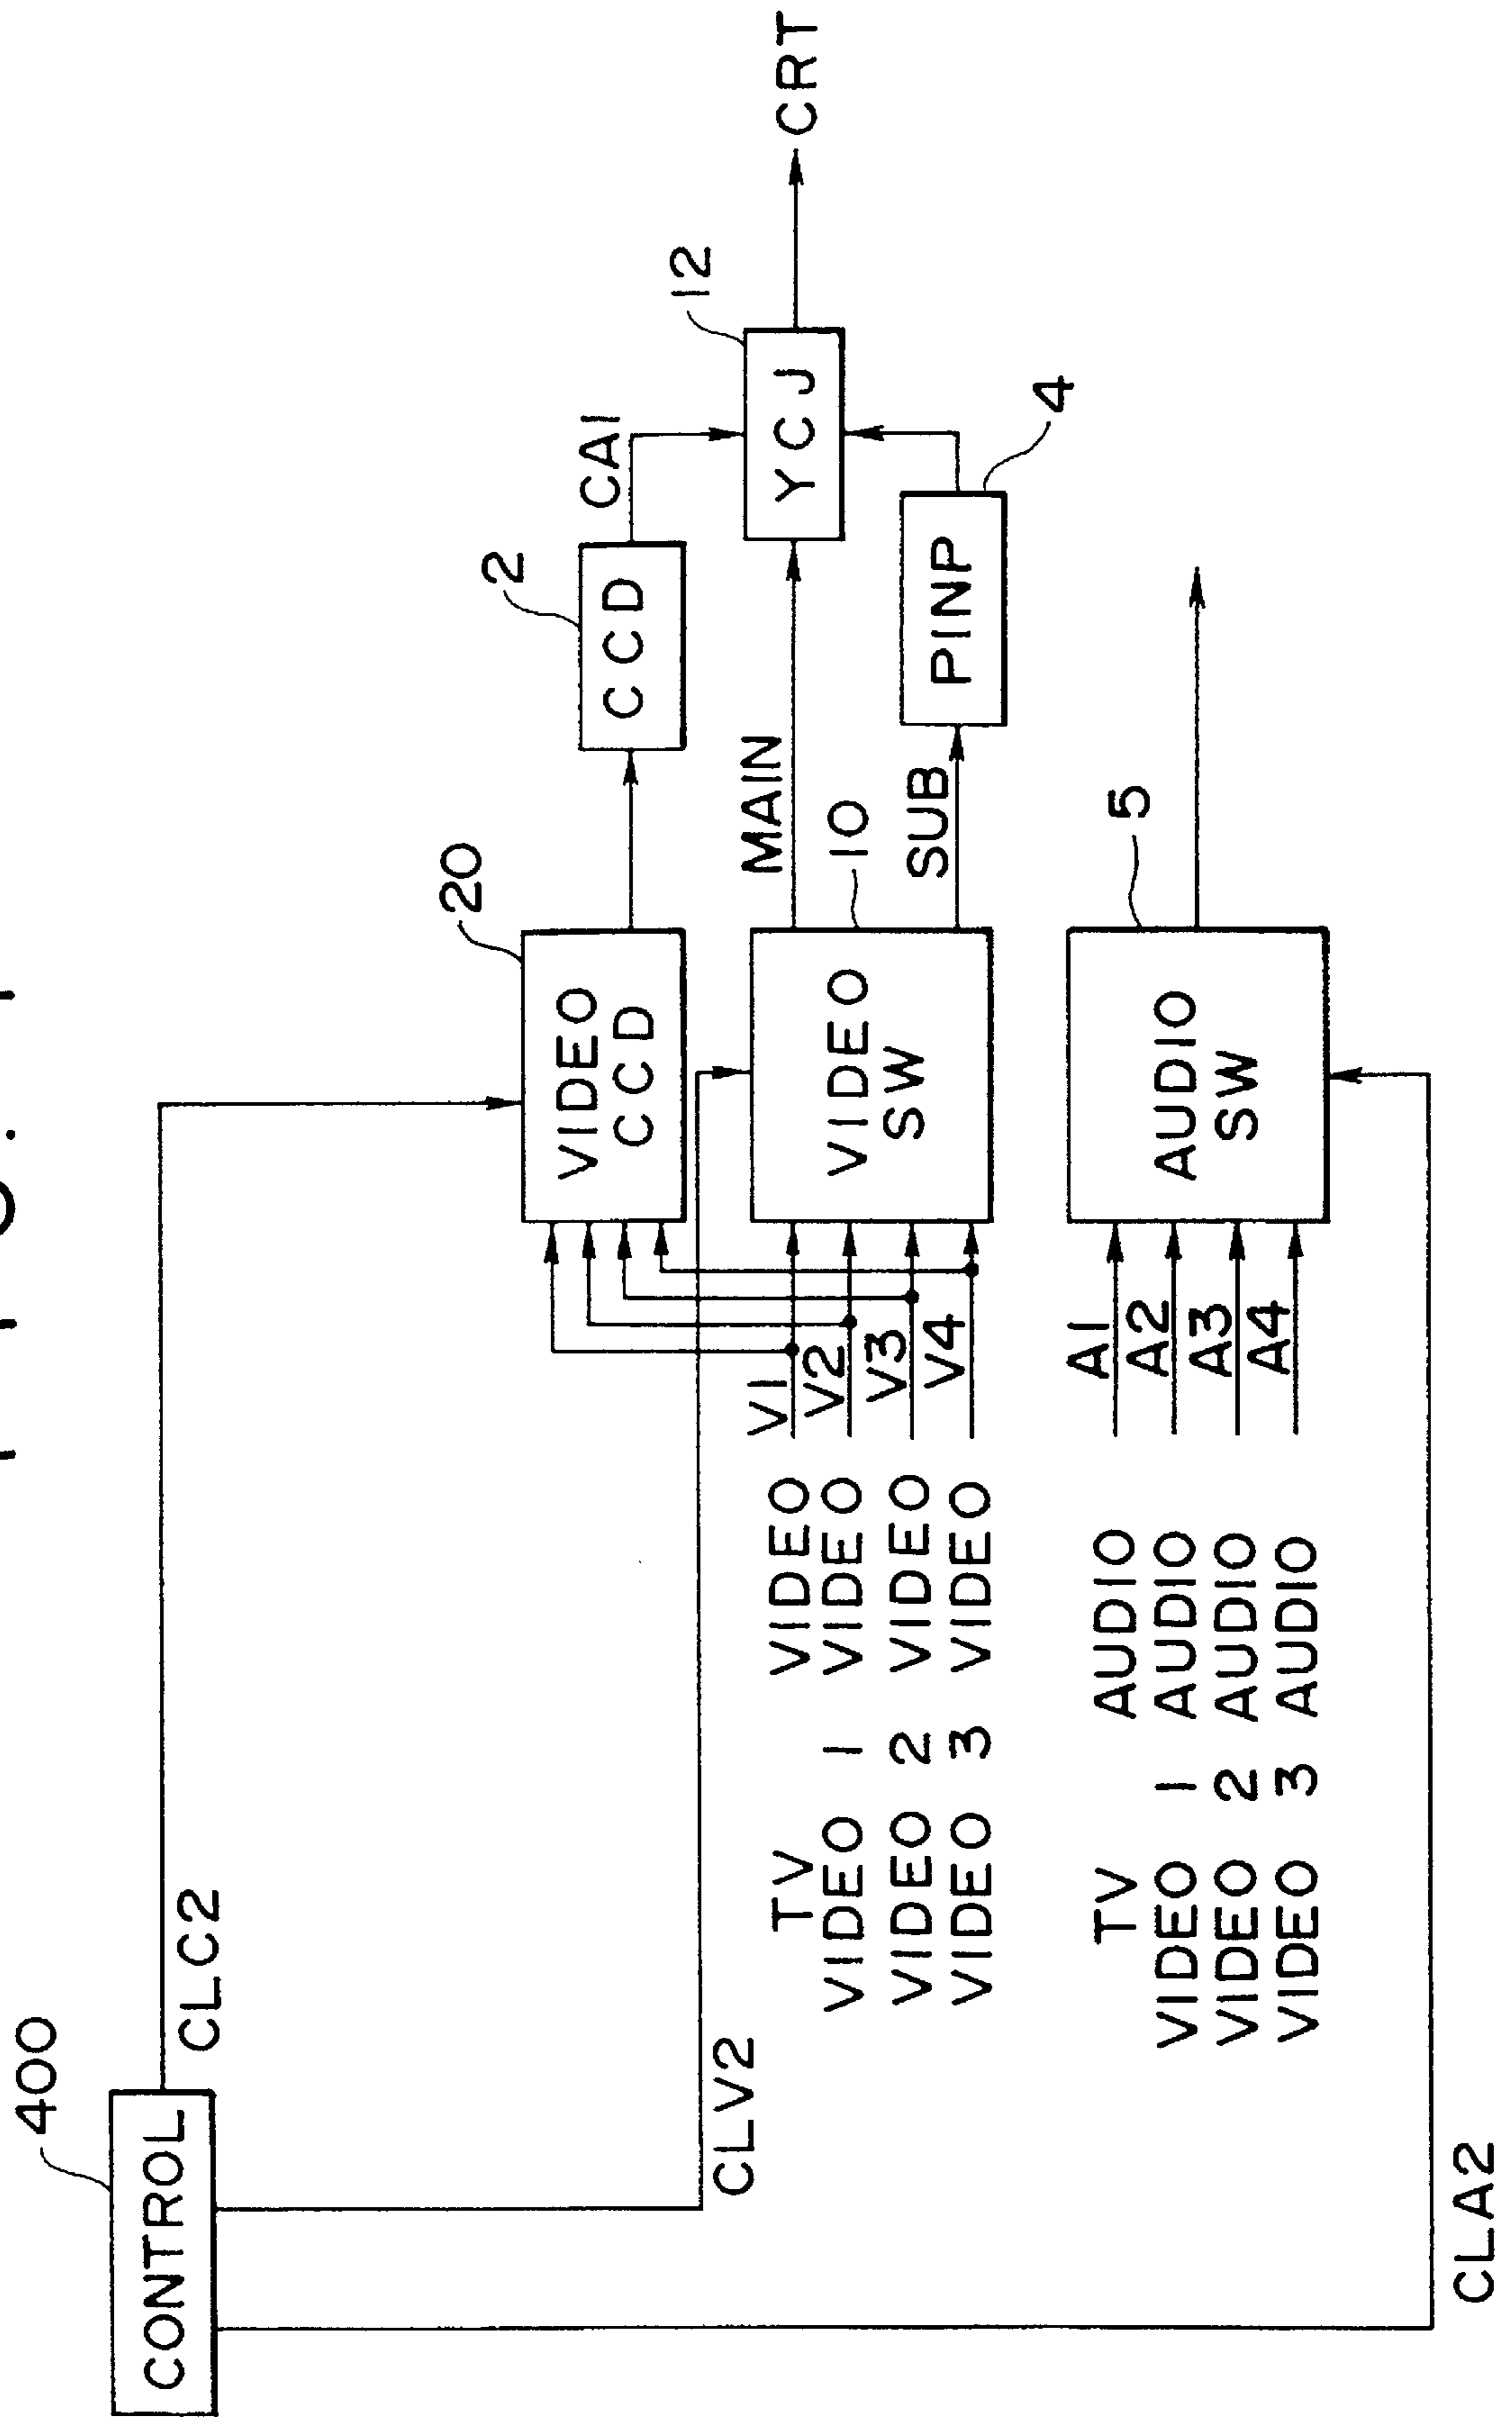 400
CONTROL
CLC2
CLV2
CLA2
20
VIDEO
CCD
2
CCD
CA1
12
YCJ
CRT
MAIN
10
VIDEO
SW
SUB
4
PINP
5
AUDIO
SW
TV VIDEO V1
VIDEO 1 VIDEO V2
VIDEO 2 VIDEO V3
VIDEO 3 VIDEO V4
TV AUDIO A1
VIDEO 1 AUDIO A2
VIDEO 2 AUDIO A3
VIDEO 3 AUDIO A4